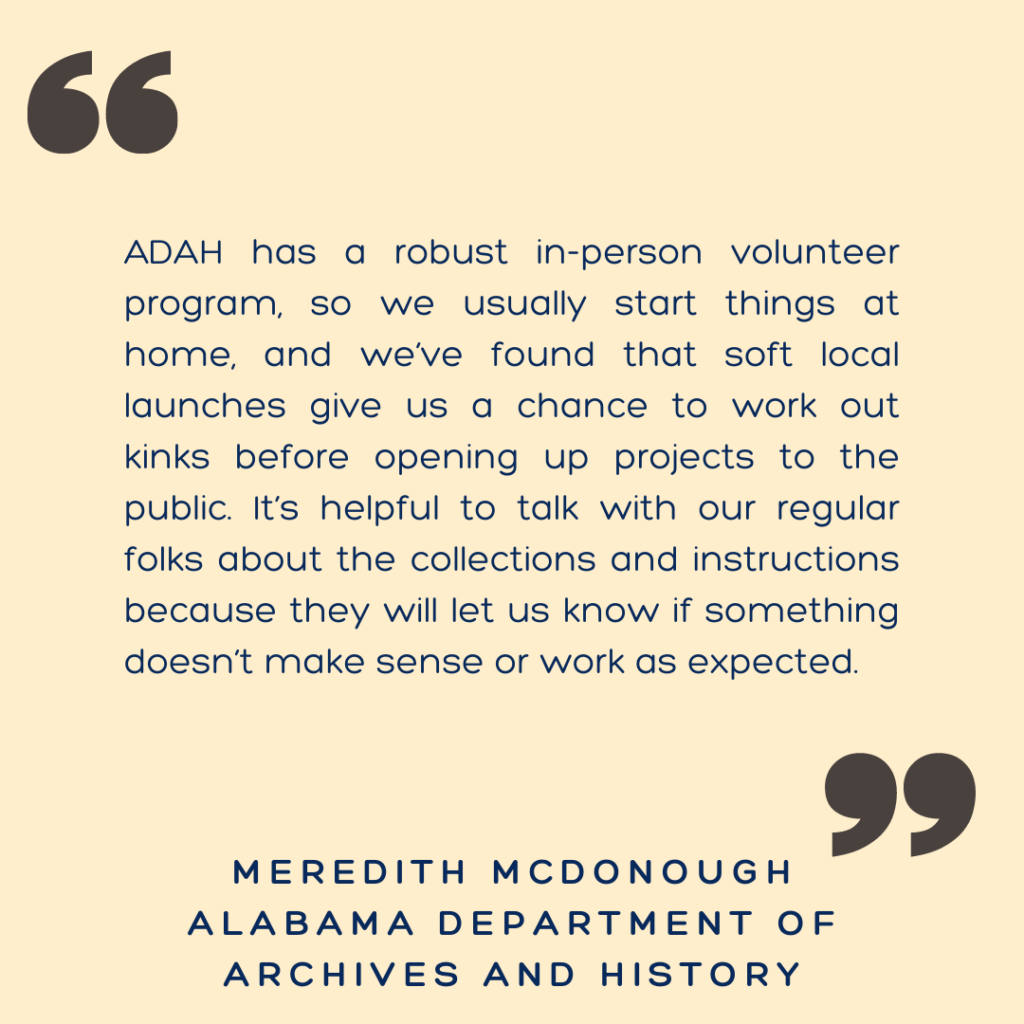 “
ADAH has a robust in-person volunteer
program, so we usually start things at
home, and we’ve found that soft local
launches give us a chance to work out
kinks before opening up projects to the
public. It’s helpful to talk with our regular
folks about the collections and instructions
because they will let us know if something
doesn’t make sense or work as expected.
”
MEREDITH MCDONOUGH
ALABAMA DEPARTMENT OF
ARCHIVES AND HISTORY